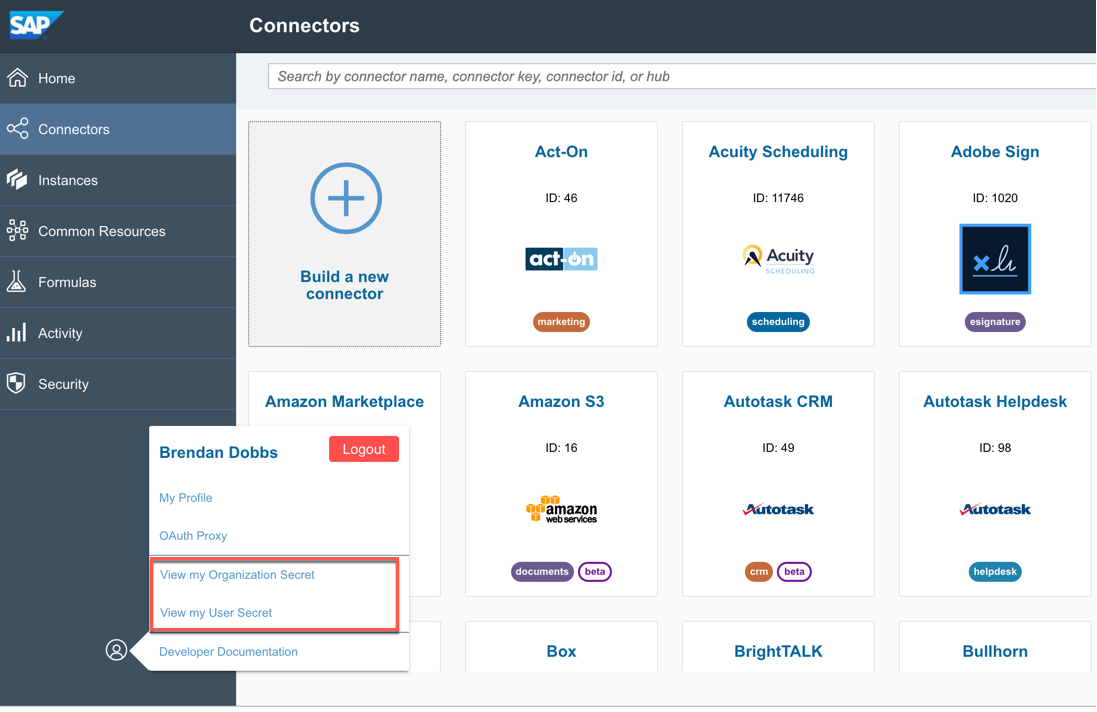 SAP
Connectors
Search by connector name, connector key, connector id, or hub
Home
Connectors
Instances
Common Resources
Formulas
Activity
Security
Build a new
connector
Act-On
ID: 46
act-on
marketing
Acuity Scheduling
ID: 11746
Acuity
SCHEDULING
scheduling
Adobe Sign
ID: 1020
esignature
Amazon Marketplace
Amazon S3
ID: 16
amazon
web services
documents beta
Autotask CRM
ID: 49
Autotask
crm beta
Autotask Helpdesk
ID: 98
Autotask
helpdesk
Brendan Dobbs
Logout
My Profile
OAuth Proxy
View my Organization Secret
View my User Secret
Developer Documentation
Box
BrightTALK
Bullhorn